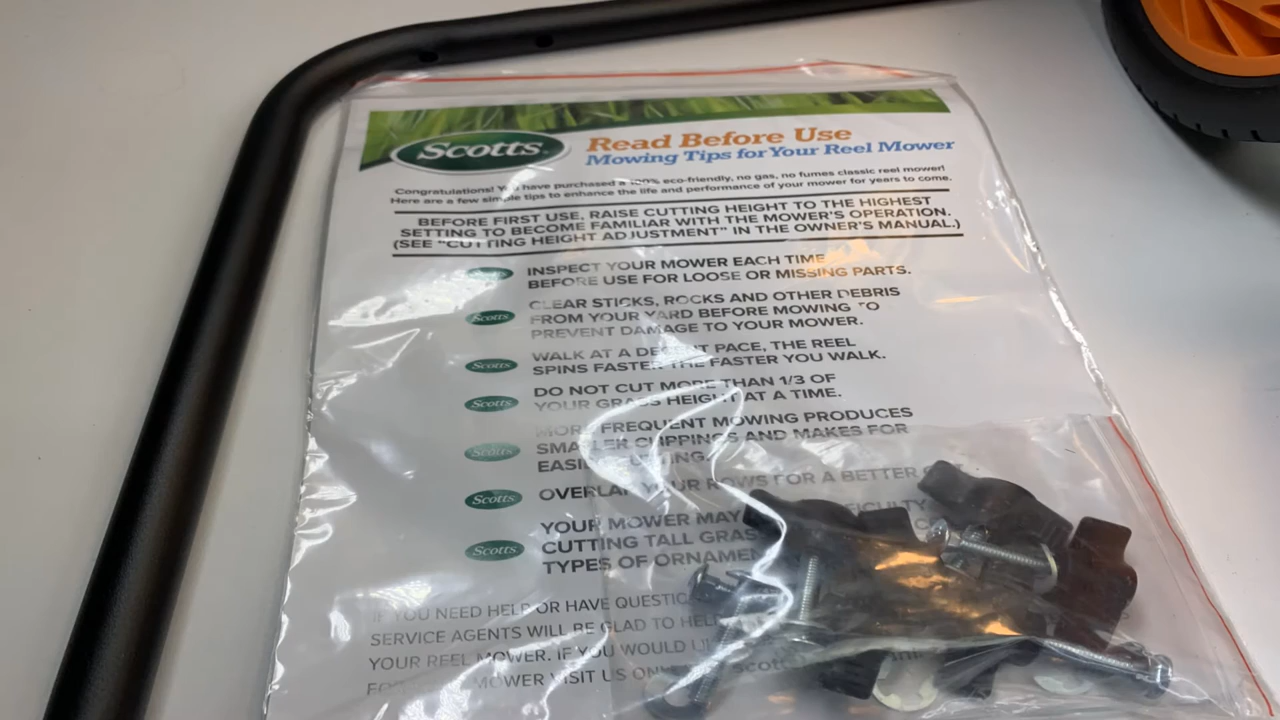 Scotts
Read Before Use
Mowing Tips for Your Reel Mower
Congratulations! You have purchased a 100% eco-friendly, no gas, no fumes classic reel mower!
Here are a few simple tips to enhance the life and performance of your mower for years to come.
BEFORE FIRST USE, RAISE CUTTING HEIGHT TO THE HIGHEST
SETTING TO BECOME FAMILIAR WITH THE MOWER'S OPERATION.
(SEE "CUTTING HEIGHT ADJUSTMENT" IN THE OWNER'S MANUAL.)
INSPECT YOUR MOWER EACH TIME
BEFORE USE FOR LOOSE OR MISSING PARTS.
CLEAR STICKS, ROCKS AND OTHER DEBRIS
Scotts FROM YOUR YARD BEFORE MOWING TO
PREVENT DAMAGE TO YOUR MOWER.
WALK AT A DECENT PACE, THE REEL
Scotts SPINS FASTER THE FASTER YOU WALK.
DO NOT CUT MORE THAN 1/3 OF
Scotts YOUR GRASS HEIGHT AT A TIME.
MORE FREQUENT MOWING PRODUCES
Scotts SMALLER CLIPPINGS AND MAKES FOR
Scotts OVERLAP YOUR ROWS FOR A BETTER
YOUR MOWER MAY
Scotts CUTTING TALL GRASS
TYPES OF
IF YOU NEED HELP OR HAVE
SERVICE AGENTS WILL BE GLAD TO HELP
YOUR REEL MOWER. IF YOU WOULD
MOWER VISIT US